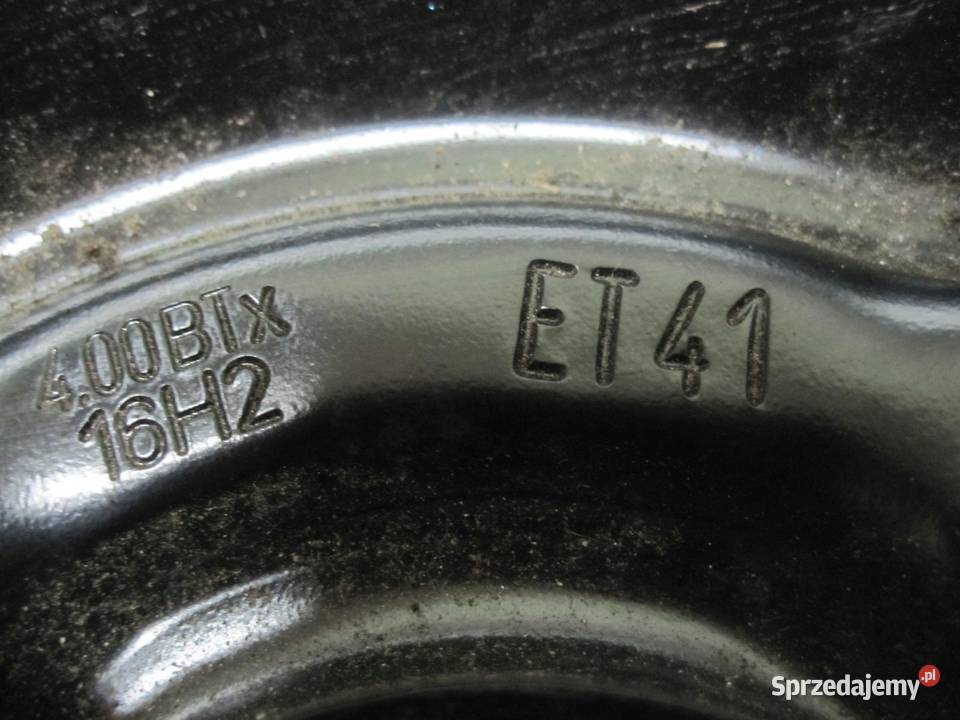 4.00BTx
16H2
ET41
Sprzedajemy.pl